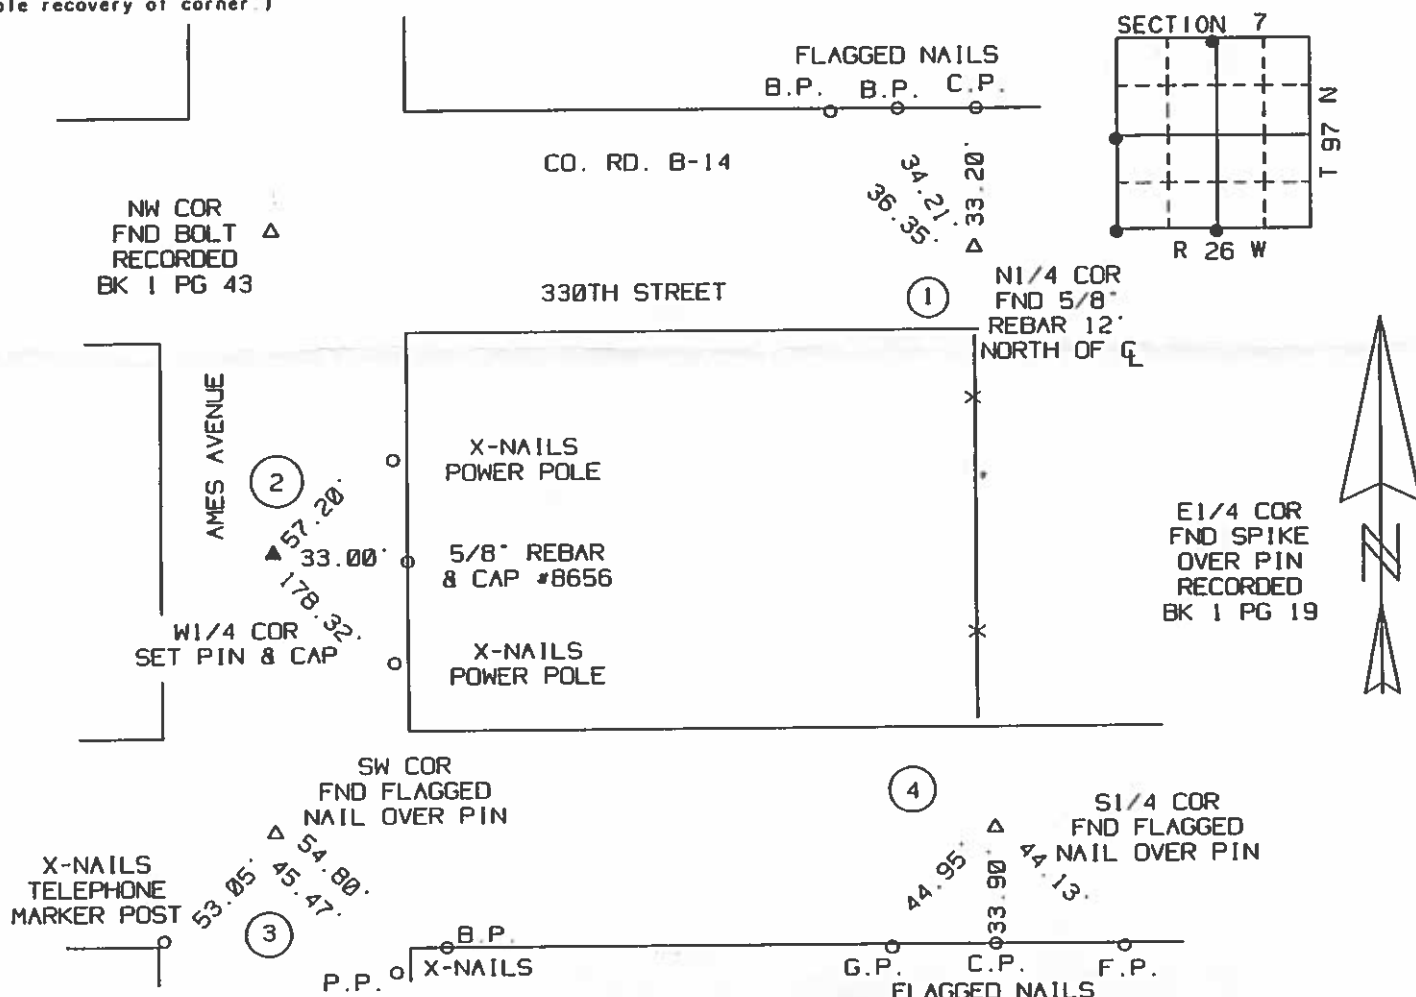 ble recovery of corner.)
SECTION 7
T 97 N
R 26 W
FLAGGED NAILS
B.P. B.P. C.P.
CO. RD. B-14
34.21'
36.35'
33.20'
NW COR
FND BOLT
RECORDED
BK 1 PG 43
330TH STREET
1
N1/4 COR
FND 5/8"
REBAR 12'
NORTH OF ℄
AMES AVENUE
2
57.20'
33.00'
178.32'
W1/4 COR
SET PIN & CAP
X-NAILS
POWER POLE
5/8" REBAR
& CAP #8656
X-NAILS
POWER POLE
E1/4 COR
FND SPIKE
OVER PIN
RECORDED
BK 1 PG 19
N
SW COR
FND FLAGGED
NAIL OVER PIN
54.80'
45.47'
53.05'
X-NAILS
TELEPHONE
MARKER POST
3
B.P.
X-NAILS
P.P.
4
S1/4 COR
FND FLAGGED
NAIL OVER PIN
44.95'
33.90'
44.13'
G.P. C.P. F.P.
FLAGGED NAILS